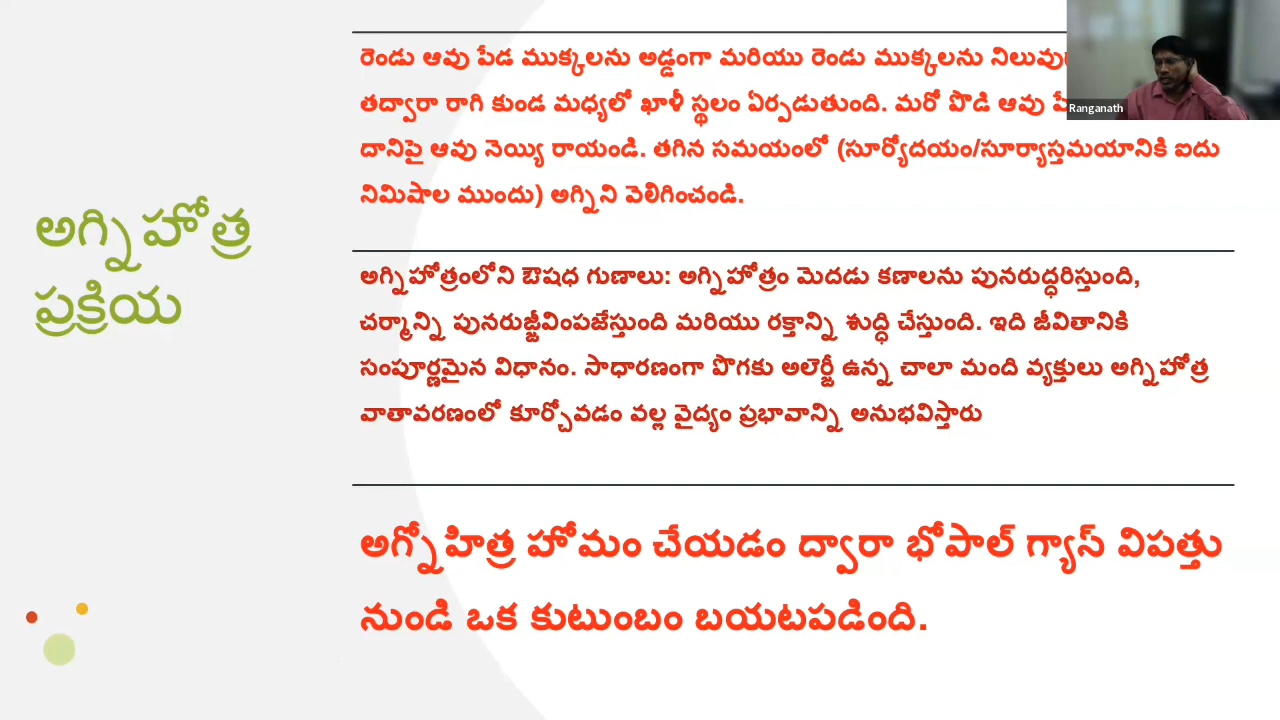 అగ్నిహోత్ర
ప్రక్రియ
రెండు ఆవు పేడ ముక్కలను అడ్డంగా మరియు రెండు ముక్కలను
తద్వారా రాగి కుండ మధ్యలో ఖాళీ స్థలం ఏర్పడుతుంది. మరో పొడి ఆవు
దానిపై ఆవు నెయ్యి రాయండి. తగిన సమయంలో (సూర్యోదయం/సూర్యాస్తమయానికి ఐదు
నిమిషాల ముందు) అగ్నిని వెలిగించండి.
అగ్నిహోత్రంలోని ఔషధ గుణాలు: అగ్నిహోత్రం మెదడు కణాలను పునరుద్ధరిస్తుంది,
చర్మాన్ని పునరుజ్జీవింపజేస్తుంది మరియు రక్తాన్ని శుద్ధి చేస్తుంది. ఇది జీవితానికి
సంపూర్ణమైన విధానం. సాధారణంగా పొగకు అలెర్జీ ఉన్న చాలా మంది వ్యక్తులు అగ్నిహోత్ర
వాతావరణంలో కూర్చోవడం వల్ల వైద్యం ప్రభావాన్ని అనుభవిస్తారు
అగ్నోహిత్ర హోమం చేయడం ద్వారా భోపాల్ గ్యాస్ విపత్తు
నుండి ఒక కుటుంబం బయటపడింది.
Ranganath